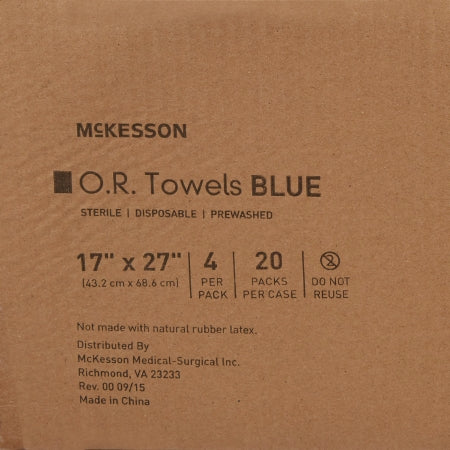 McKESSON
O.R. Towels BLUE
STERILE | DISPOSABLE | PREWASHED
17" x 27"
(43.2 cm x 68.6 cm)
4
PER
PACK
20
PACKS
PER CASE
2
DO NOT
REUSE
Not made with natural rubber latex.
Distributed By
McKesson Medical-Surgical Inc.
Richmond, VA 23233
Rev. 00 09/15
Made in China